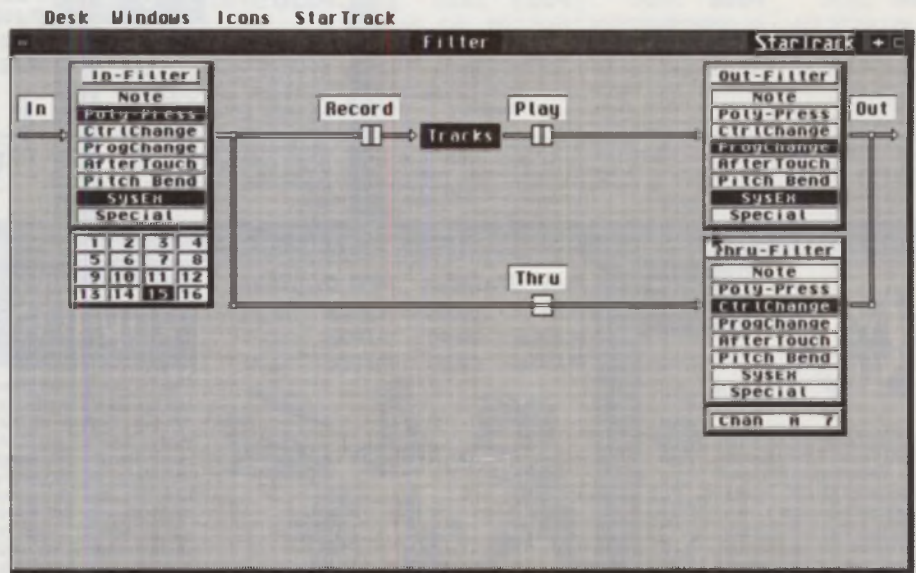 Desk Windows Icons StarTrack
Filter StarTrack
In-Filter
Note
Poly-Press
CtrlChange
ProgChange
AfterTouch
Pitch Bend
SysEx
Special
1 2 3 4
5 6 7 8
9 10 11 12
13 14 15 16
In
Record
Tracks
Play
Thru
Out-Filter
Note
Poly-Press
CtrlChange
ProgChange
AfterTouch
Pitch Bend
SysEx
Special
Out
Thru-Filter
Note
Poly-Press
CtrlChange
ProgChange
AfterTouch
Pitch Bend
SysEx
Special
Chan A 7